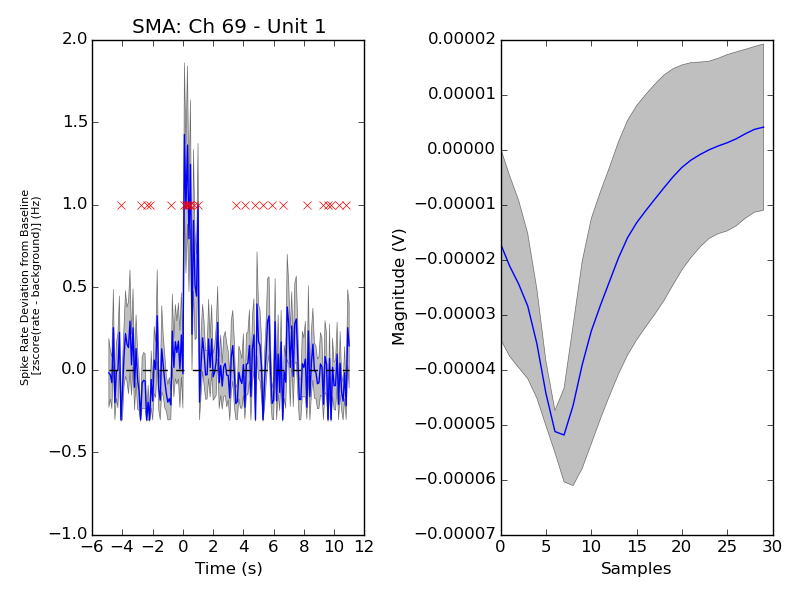 SMA: Ch 69 - Unit 1
Spike Rate Deviation from Baseline
[zscore(rate - background)] (Hz)
2.0
1.5
1.0
0.5
0.0
−0.5
−1.0
−6 −4 −2 0 2 4 6 8 10 12
Time (s)
Magnitude (V)
0.00002
0.00001
0.00000
−0.00001
−0.00002
−0.00003
−0.00004
−0.00005
−0.00006
−0.00007
0 5 10 15 20 25 30
Samples